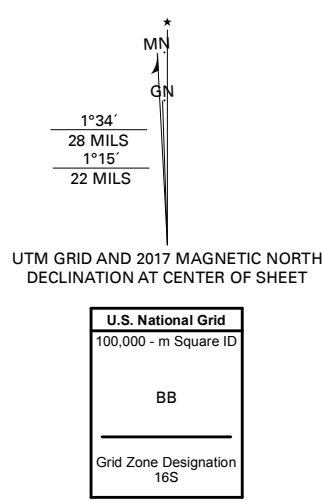 MN
GN
1°34´
28 MILS
1°15´
22 MILS
UTM GRID AND 2017 MAGNETIC NORTH
DECLINATION AT CENTER OF SHEET
U.S. National Grid
100,000 - m Square ID
BB
Grid Zone Designation
16S